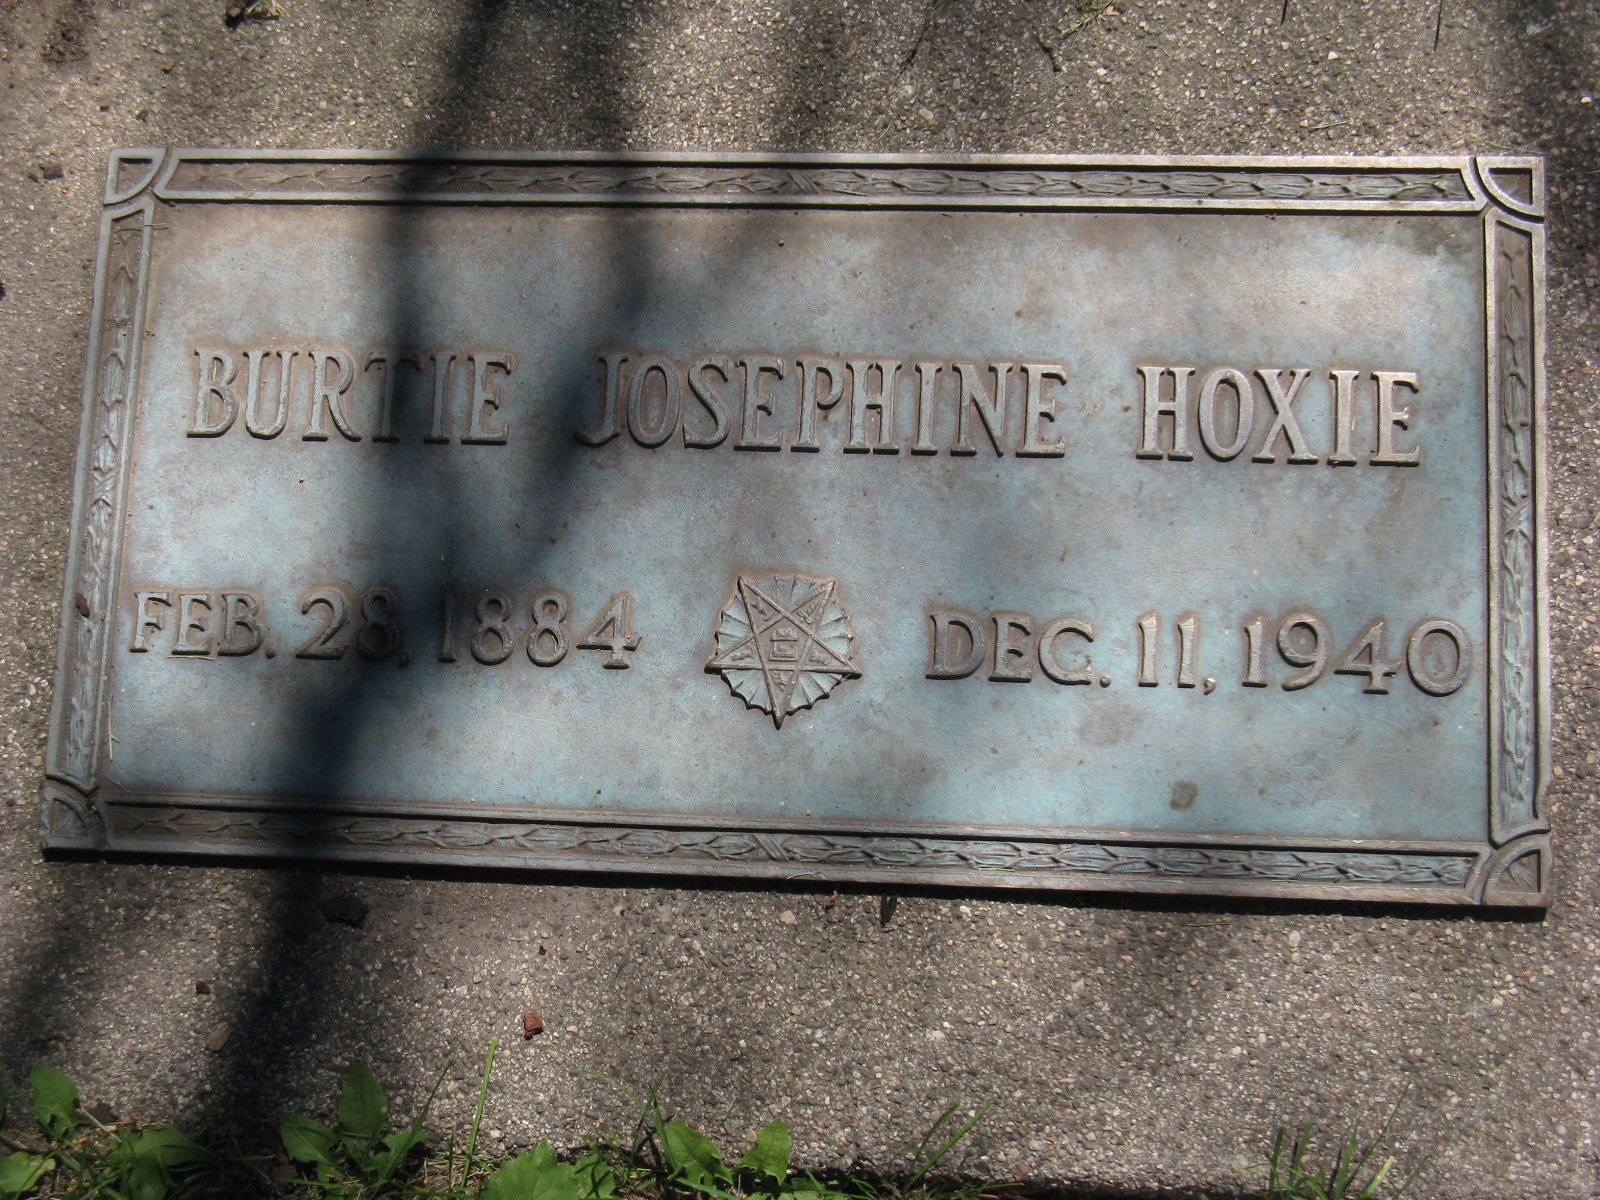 BURTIE JOSEPHINE HOXIE
FEB. 28, 1884 DEC. 11, 1940